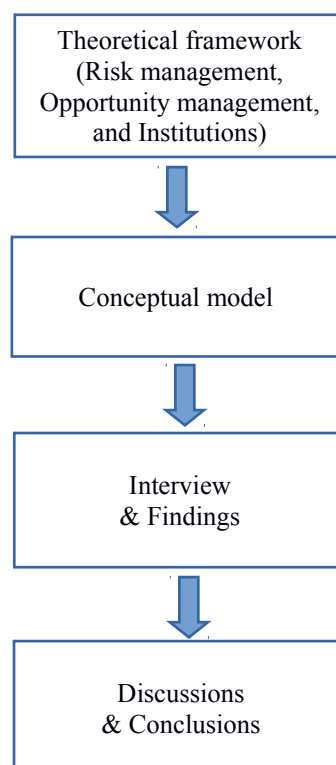 Theoretical framework
(Risk management,
Opportunity management,
and Institutions)
Conceptual model
Interview
& Findings
Discussions
& Conclusions